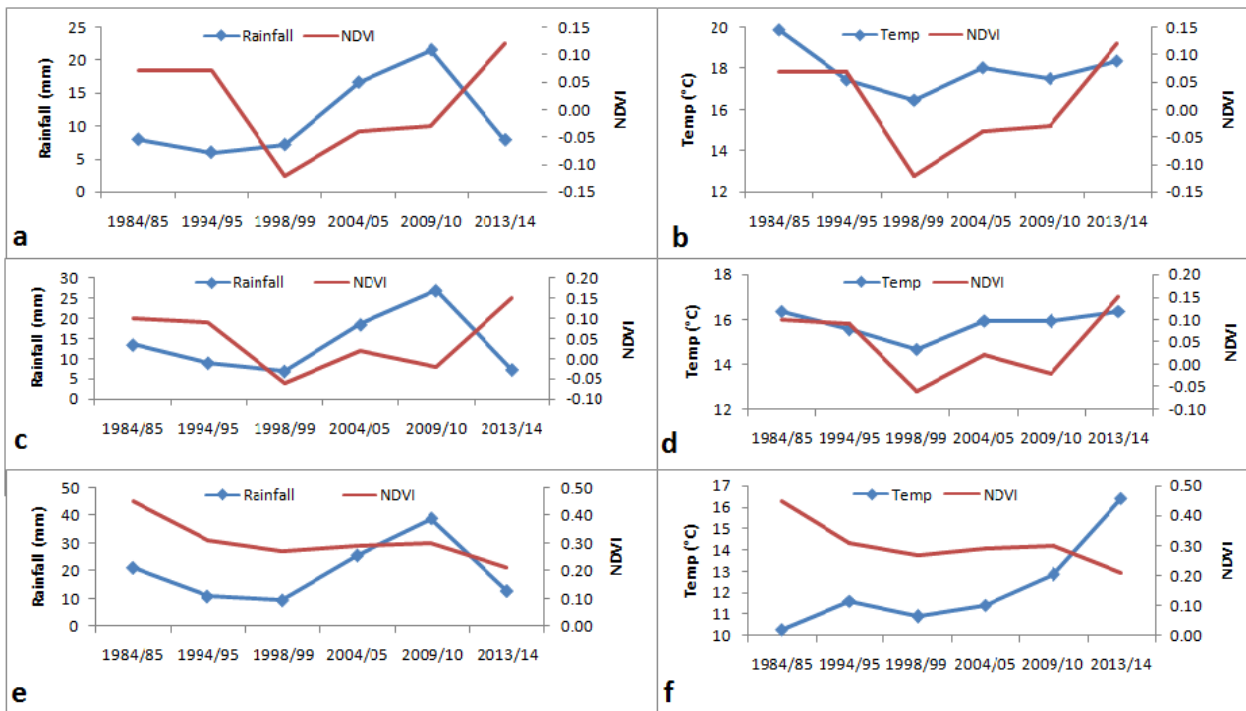 Rainfall NDVI
Rainfall (mm)
25
20
15
10
5
0
0.15
0.10
0.05
0.00
-0.05
-0.10
-0.15
NDVI
1984/85 1994/95 1998/99 2004/05 2009/10 2013/14
a
Temp NDVI
Temp (°C)
20
18
16
14
12
0.15
0.10
0.05
0.00
-0.05
-0.10
-0.15
NDVI
1984/85 1994/95 1998/99 2004/05 2009/10 2013/14
b
Rainfall NDVI
Rainfall (mm)
30
25
20
15
10
5
0
0.20
0.15
0.10
0.05
0.00
-0.05
-0.10
NDVI
1984/85 1994/95 1998/99 2004/05 2009/10 2013/14
c
Temp NDVI
Temp (°C)
18
16
14
12
0.20
0.15
0.10
0.05
0.00
-0.05
-0.10
NDVI
1984/85 1994/95 1998/99 2004/05 2009/10 2013/14
d
Rainfall NDVI
Rainfall (mm)
50
40
30
20
10
0
0.50
0.40
0.30
0.20
0.10
0.00
NDVI
1984/85 1994/95 1998/99 2004/05 2009/10 2013/14
e
Temp NDVI
Temp (°C)
17
16
15
14
13
12
11
10
0.50
0.40
0.30
0.20
0.10
0.00
NDVI
1984/85 1994/95 1998/99 2004/05 2009/10 2013/14
f